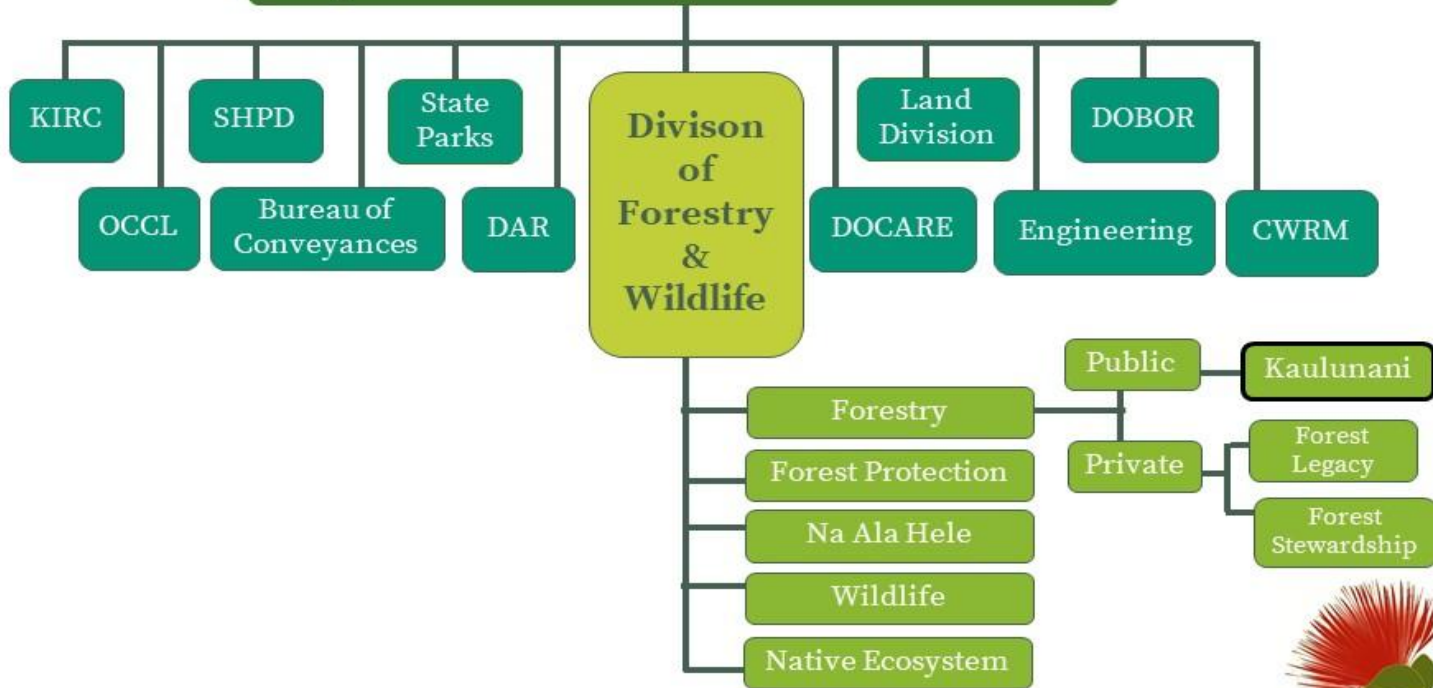 KIRC
SHPD
State
Parks
Land
Division
DOBOR
OCCL
Bureau of
Conveyances
DAR
Divison
of
Forestry
&
Wildlife
DOCARE
Engineering
CWRM
Forestry
Public
Kaulunani
Private
Forest
Legacy
Forest
Stewardship
Forest Protection
Na Ala Hele
Wildlife
Native Ecosystem